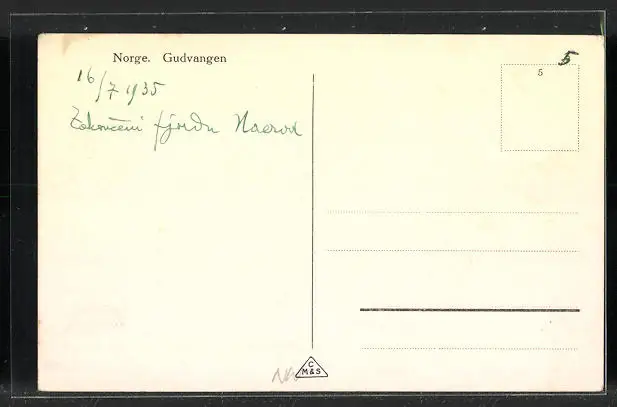 Norge. Gudvangen
16/7 1935
Zakončení fjordu Naerod
5
5
C
M&S